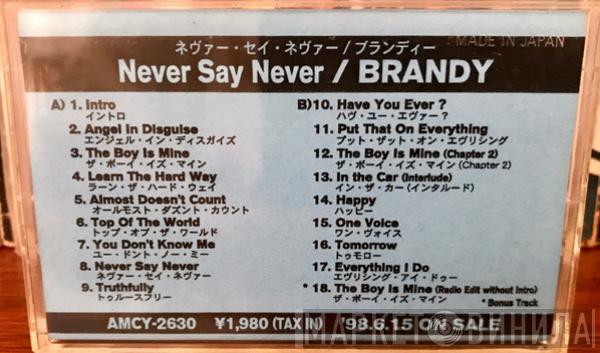 ネヴァー・セイ・ネヴァー/ブランディー
MADE IN JAPAN
Never Say Never / BRANDY
A) 1. Intro
イントロ
2. Angel In Disguise
エンジェル・イン・ディスガイズ
3. The Boy Is Mine
ザ・ボーイ・イズ・マイン
4. Learn The Hard Way
ラーン・ザ・ハード・ウェイ
5. Almost Doesn't Count
オールモスト・ダズント・カウント
6. Top Of The World
トップ・オブ・ザ・ワールド
7. You Don't Know Me
ユー・ドント・ノー・ミー
8. Never Say Never
ネヴァー・セイ・ネヴァー
9. Truthfully
トゥルースフリー
B) 10. Have You Ever ?
ハヴ・ユー・エヴァー?
11. Put That On Everything
プット・ザット・オン・エヴリシング
12. The Boy Is Mine (Chapter 2)
ザ・ボーイ・イズ・マイン (Chapter 2)
13. In the Car (Interlude)
イン・ザ・カー (インタルード)
14. Happy
ハッピー
15. One Voice
ワン・ヴォイス
16. Tomorrow
トゥモロー
17. Everything I Do
エヴリシング・アイ・ドゥー
* 18. The Boy Is Mine (Radio Edit without Intro)
ザ・ボーイ・イズ・マイン
* Bonus Track
AMCY-2630 ¥1,980 (TAX IN) '98.6.15 ON SALE
МАРКЕТ ВИНИЛА